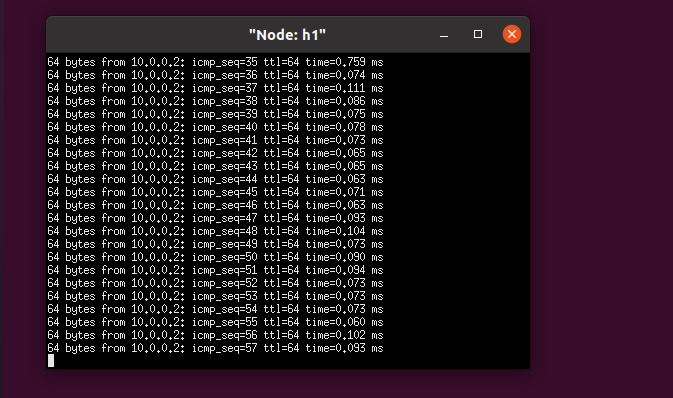 "Node: h1"
64 bytes from 10.0.0.2: icmp_seq=35 ttl=64 time=0.759 ms
64 bytes from 10.0.0.2: icmp_seq=36 ttl=64 time=0.074 ms
64 bytes from 10.0.0.2: icmp_seq=37 ttl=64 time=0.111 ms
64 bytes from 10.0.0.2: icmp_seq=38 ttl=64 time=0.086 ms
64 bytes from 10.0.0.2: icmp_seq=39 ttl=64 time=0.075 ms
64 bytes from 10.0.0.2: icmp_seq=40 ttl=64 time=0.078 ms
64 bytes from 10.0.0.2: icmp_seq=41 ttl=64 time=0.073 ms
64 bytes from 10.0.0.2: icmp_seq=42 ttl=64 time=0.065 ms
64 bytes from 10.0.0.2: icmp_seq=43 ttl=64 time=0.065 ms
64 bytes from 10.0.0.2: icmp_seq=44 ttl=64 time=0.063 ms
64 bytes from 10.0.0.2: icmp_seq=45 ttl=64 time=0.071 ms
64 bytes from 10.0.0.2: icmp_seq=46 ttl=64 time=0.063 ms
64 bytes from 10.0.0.2: icmp_seq=47 ttl=64 time=0.093 ms
64 bytes from 10.0.0.2: icmp_seq=48 ttl=64 time=0.104 ms
64 bytes from 10.0.0.2: icmp_seq=49 ttl=64 time=0.073 ms
64 bytes from 10.0.0.2: icmp_seq=50 ttl=64 time=0.090 ms
64 bytes from 10.0.0.2: icmp_seq=51 ttl=64 time=0.094 ms
64 bytes from 10.0.0.2: icmp_seq=52 ttl=64 time=0.073 ms
64 bytes from 10.0.0.2: icmp_seq=53 ttl=64 time=0.073 ms
64 bytes from 10.0.0.2: icmp_seq=54 ttl=64 time=0.073 ms
64 bytes from 10.0.0.2: icmp_seq=55 ttl=64 time=0.060 ms
64 bytes from 10.0.0.2: icmp_seq=56 ttl=64 time=0.102 ms
64 bytes from 10.0.0.2: icmp_seq=57 ttl=64 time=0.093 ms